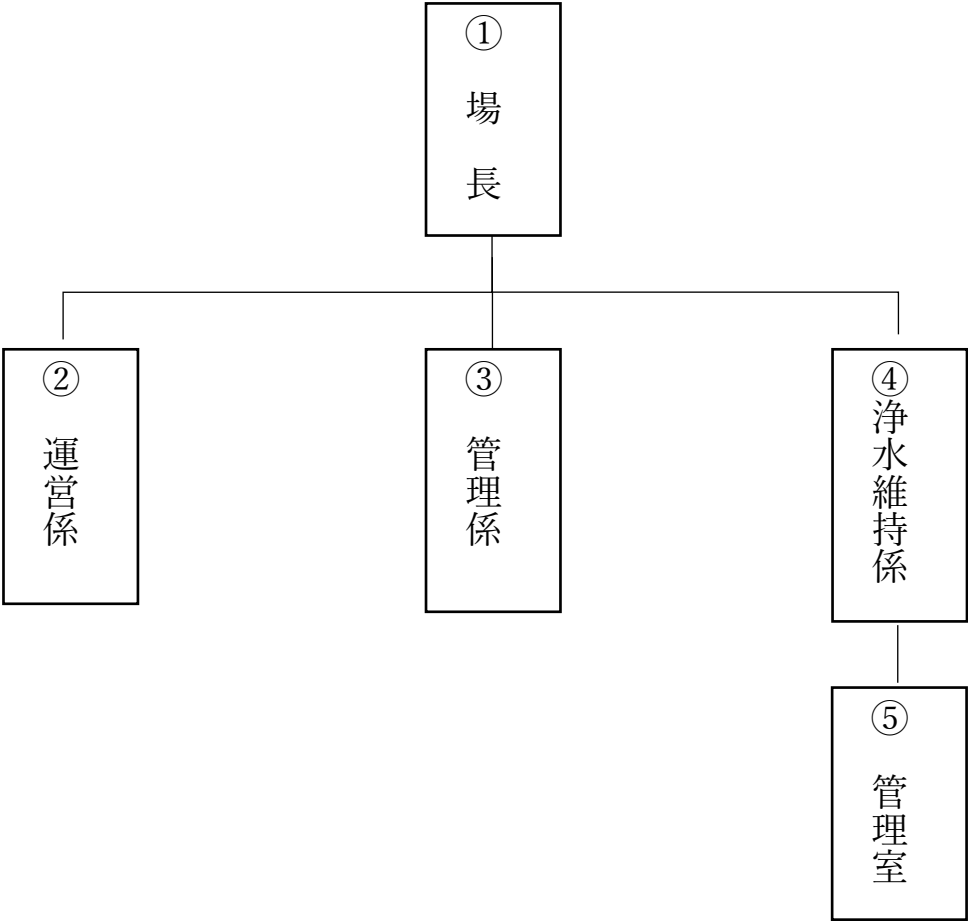 ① 場 長
② 運営係
③ 管理係
④浄水維持係
⑤ 管理室